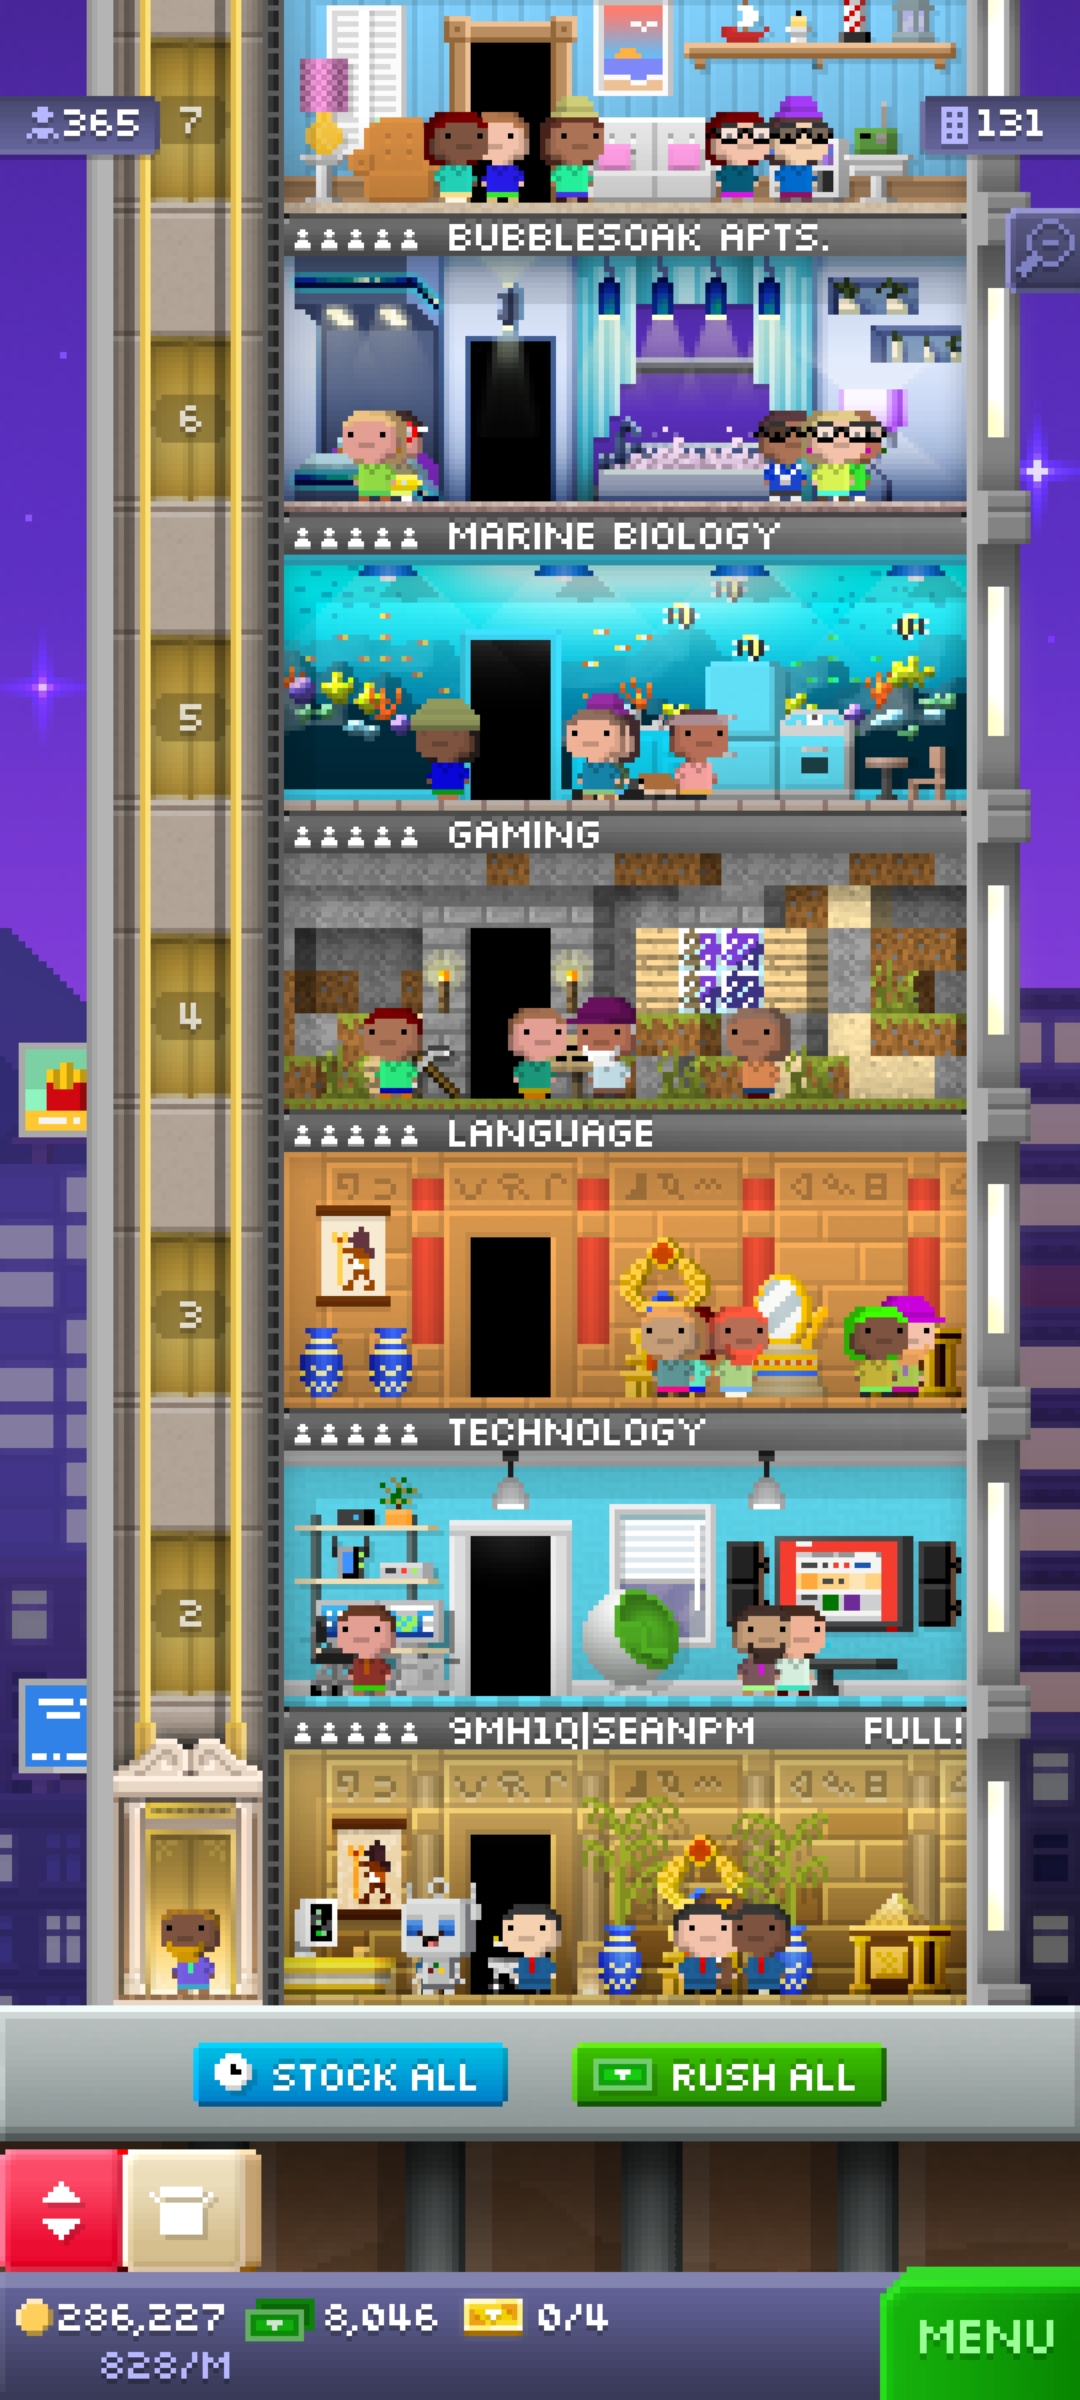 365
7
131
BUBBLESOAK APTS.
6
MARINE BIOLOGY
5
GAMING
4
LANGUAGE
3
TECHNOLOGY
2
9MH1Q|SEANPM FULL!
STOCK ALL
RUSH ALL
286,227 8,046 0/4
828/M
MENU